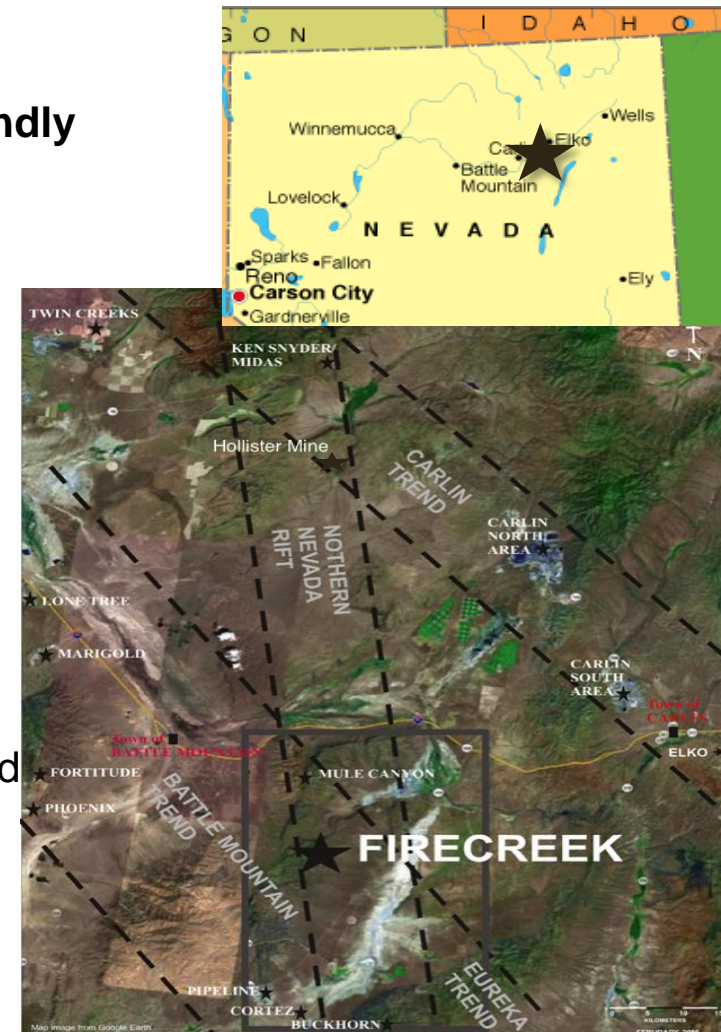 GON
IDAHO
ndly
Wells
Winnemucca
Elko
Battle
Mountain
Lovelock
NEVADA
Sparks
Fallon
Reno
Ely
Carson City
Gardnerville
TWIN CREEKS
N
KEN SNYDER/
MIDAS
Hollister Mine
CARLIN
TREND
CARLIN
NORTH
AREA
NOTHERN
NEVADA
RIFT
LONE TREE
MARIGOLD
CARLIN
SOUTH
AREA
Town of
CARLIN
Town of
BATTLE MOUNTAIN
ELKO
d
FORTITUDE
MULE CANYON
PHOENIX
BATTLE MOUNTAIN
TREND
FIRECREEK
EUREKA
TREND
PIPELINE
CORTEZ
BUCKHORN
KILOMETERS
Map image from Google Earth